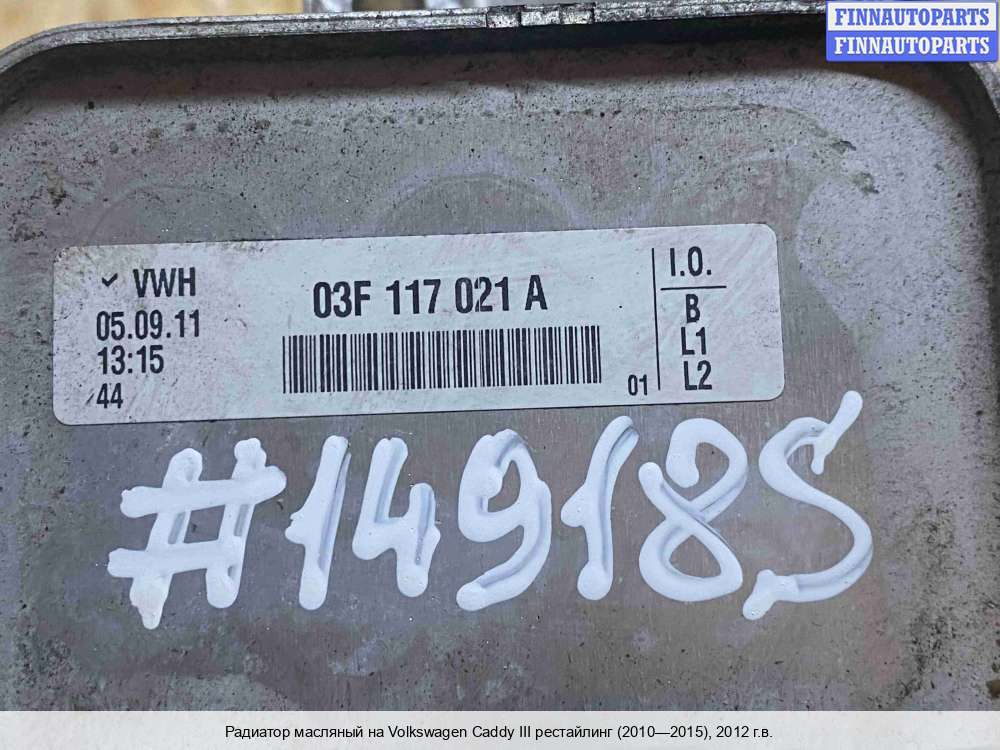 FINNAUTOPARTS
FINNAUTOPARTS
VWH
05.09.11
13:15
44
03F 117 021 A
01
I.O.
B
L1
L2
#149185
Радиатор масляный на Volkswagen Caddy III рестайлинг (2010—2015), 2012 г.в.